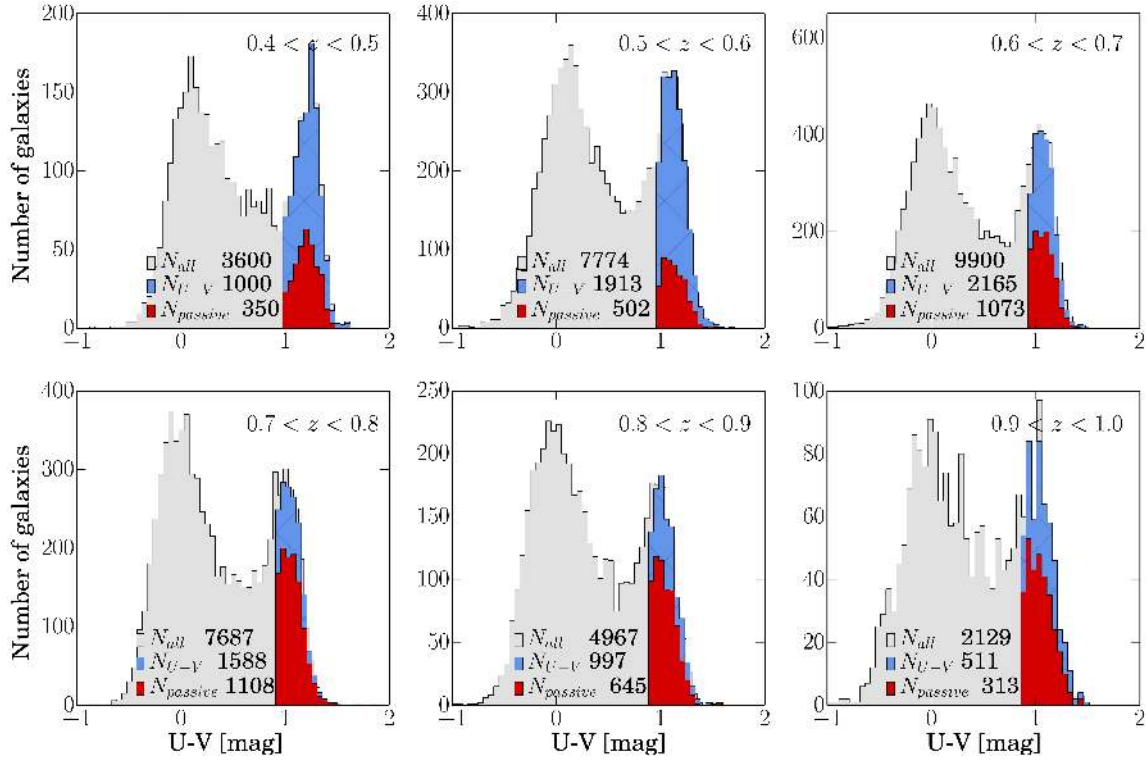 Number of galaxies
200
150
100
50
0
0.4 < z < 0.5
N_all 3600
N_U−V 1000
N_passive 350
−1 0 1 2
400
300
200
100
0
0.5 < z < 0.6
N_all 7774
N_U−V 1913
N_passive 502
−1 0 1 2
600
400
200
0
0.6 < z < 0.7
N_all 9900
N_U−V 2165
N_passive 1073
−1 0 1 2
Number of galaxies
400
300
200
100
0
0.7 < z < 0.8
N_all 7687
N_U−V 1588
N_passive 1108
−1 0 1 2
U-V [mag]
250
200
150
100
50
0
0.8 < z < 0.9
N_all 4967
N_U−V 997
N_passive 645
−1 0 1 2
U-V [mag]
100
80
60
40
20
0
0.9 < z < 1.0
N_all 2129
N_U−V 511
N_passive 313
−1 0 1 2
U-V [mag]